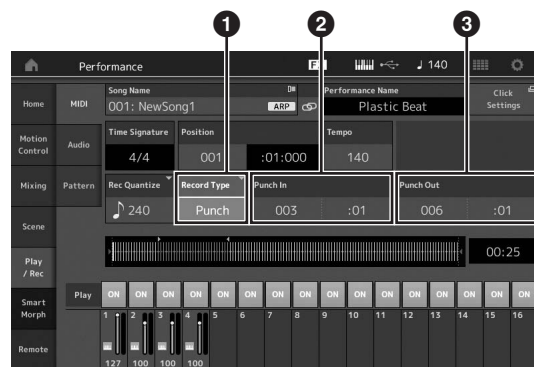 1 2 3
Performance 140
Song Name Performance Name Click
Home MIDI 001: NewSong1 ARP Plastic Beat Settings
Motion Control Audio Time Signature Position Tempo
4/4 001 :01:000 140
Mixing Pattern Rec Quantize Record Type Punch In Punch Out
240 Punch 003 :01 006 :01
Scene
Play / Rec 00:25
Smart Morph Play ON ON ON ON ON ON ON ON ON ON ON ON ON ON ON ON
1 2 3 4 5 6 7 8 9 10 11 12 13 14 15 16
Remote 127 100 100 100